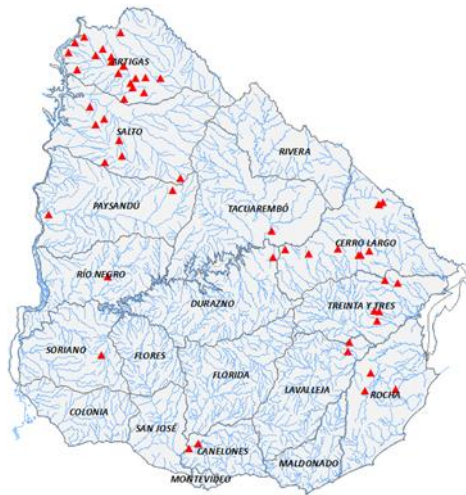 ARTIGAS
SALTO
RIVERA
PAYSANDÚ
TACUAREMBÓ
CERRO LARGO
RÍO NEGRO
DURAZNO
TREINTA Y TRES
SORIANO
FLORES
FLORIDA
LAVALLEJA
ROCHA
COLONIA
SAN JOSÉ
CANELONES
MALDONADO
MONTEVIDEO